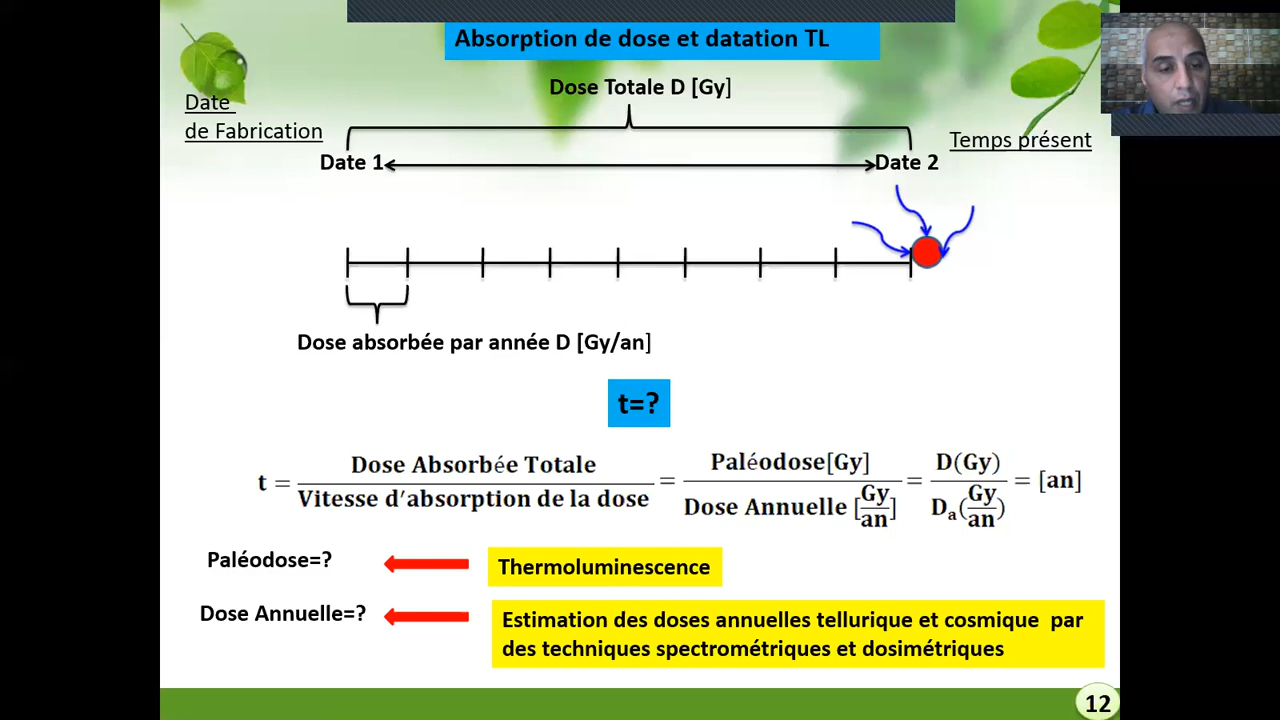 Absorption de dose et datation TL
Dose Totale D [Gy]
Date
de Fabrication
Temps présent
Date 1
Date 2
Dose absorbée par année D [Gy/an]
t=?
t = Dose Absorbée Totale / Vitesse d'absorption de la dose = Paléodose[Gy] / Dose Annuelle [Gy/an] = D(Gy) / Da(Gy/an) = [an]
Paléodose=?
Thermoluminescence
Dose Annuelle=?
Estimation des doses annuelles tellurique et cosmique par
des techniques spectrométriques et dosimétriques
12